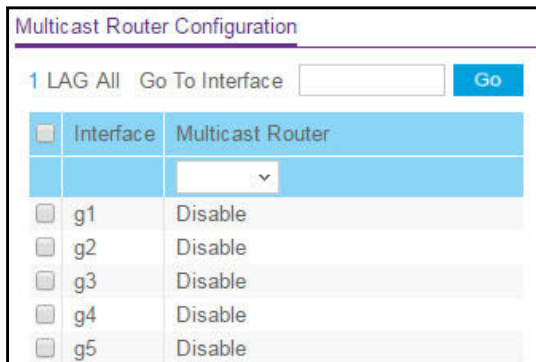 Multicast Router Configuration
1 LAG All Go To Interface Go
Interface Multicast Router
g1 Disable
g2 Disable
g3 Disable
g4 Disable
g5 Disable